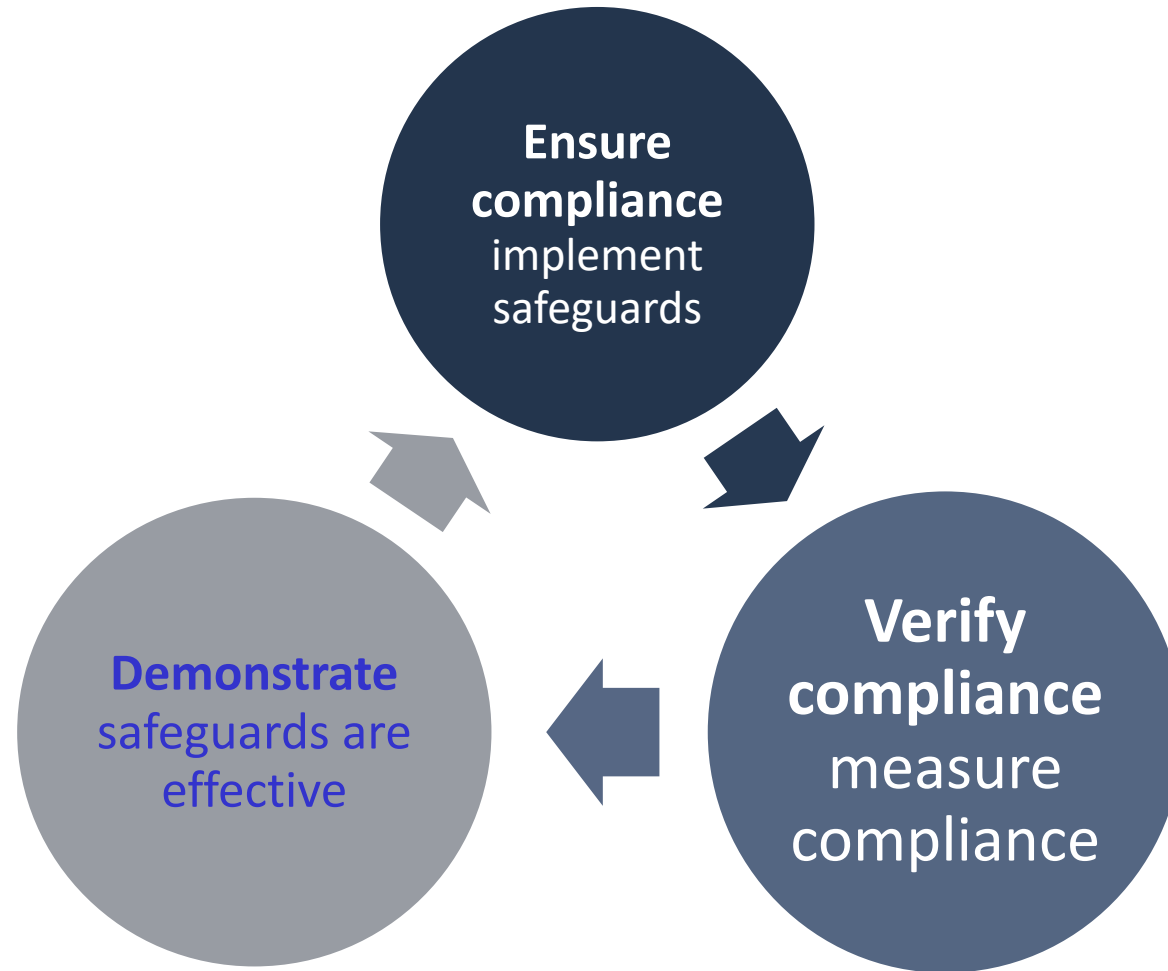 Ensure
compliance
implement
safeguards
Verify
compliance
measure
compliance
Demonstrate
safeguards are
effective